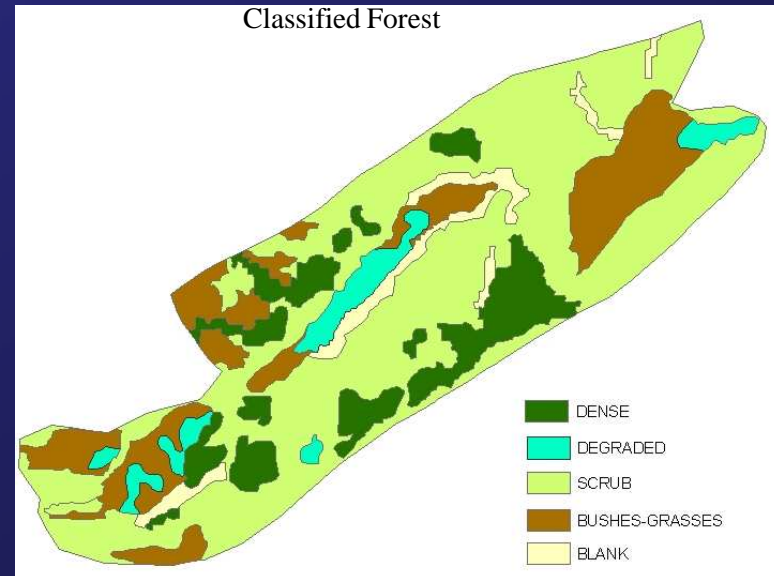 Classified Forest
DENSE
DEGRADED
SCRUB
BUSHES-GRASSES
BLANK